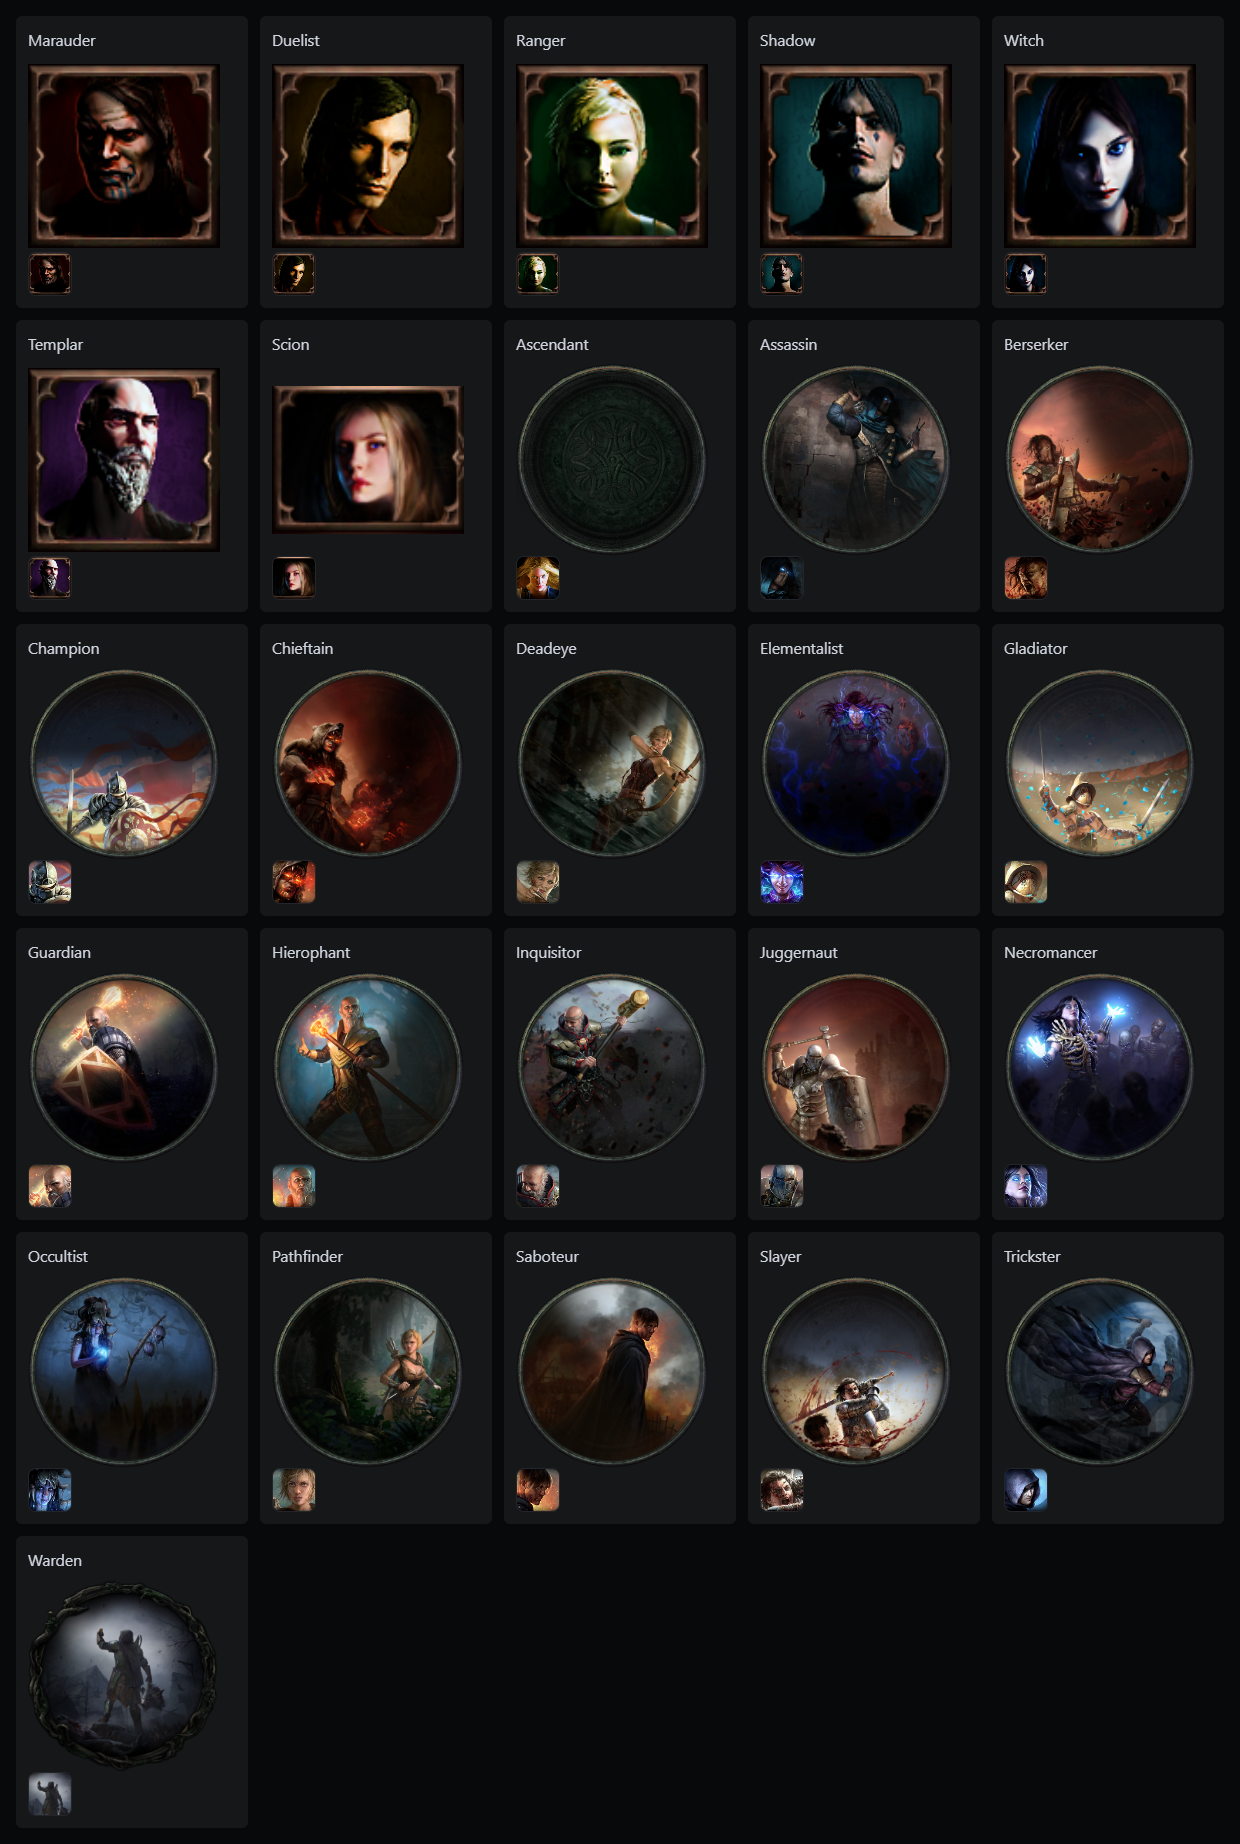 Marauder
Duelist
Ranger
Shadow
Witch
Templar
Scion
Ascendant
Assassin
Berserker
Champion
Chieftain
Deadeye
Elementalist
Gladiator
Guardian
Hierophant
Inquisitor
Juggernaut
Necromancer
Occultist
Pathfinder
Saboteur
Slayer
Trickster
Warden